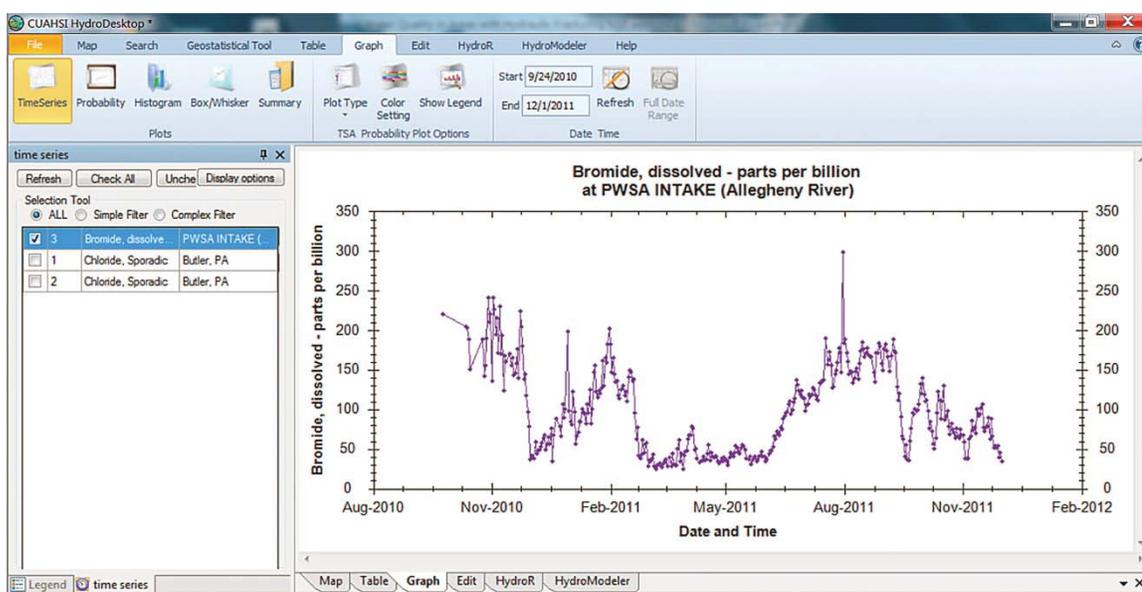 CUAHSI HydroDesktop *
File Map Search Geostatistical Tool Table Graph Edit HydroR HydroModeler Help
TimeSeries Probability Histogram Box/Whisker Summary
Plots
Plot Type Color Setting Show Legend
TSA Probability Plot Options
Start 9/24/2010
End 12/1/2011
Refresh Full Date Range
Date Time
time series
Refresh Check All Unche Display options
Selection Tool
ALL Simple Filter Complex Filter
3 Bromide, dissolve... PWSA INTAKE (...
1 Chloride, Sporadic Butler, PA
2 Chloride, Sporadic Butler, PA
Legend time series
Bromide, dissolved - parts per billion
at PWSA INTAKE (Allegheny River)
Bromide, dissolved - parts per billion
350 350
300 300
250 250
200 200
150 150
100 100
50 50
0 0
Aug-2010 Nov-2010 Feb-2011 May-2011 Aug-2011 Nov-2011 Feb-2012
Date and Time
Map Table Graph Edit HydroR HydroModeler